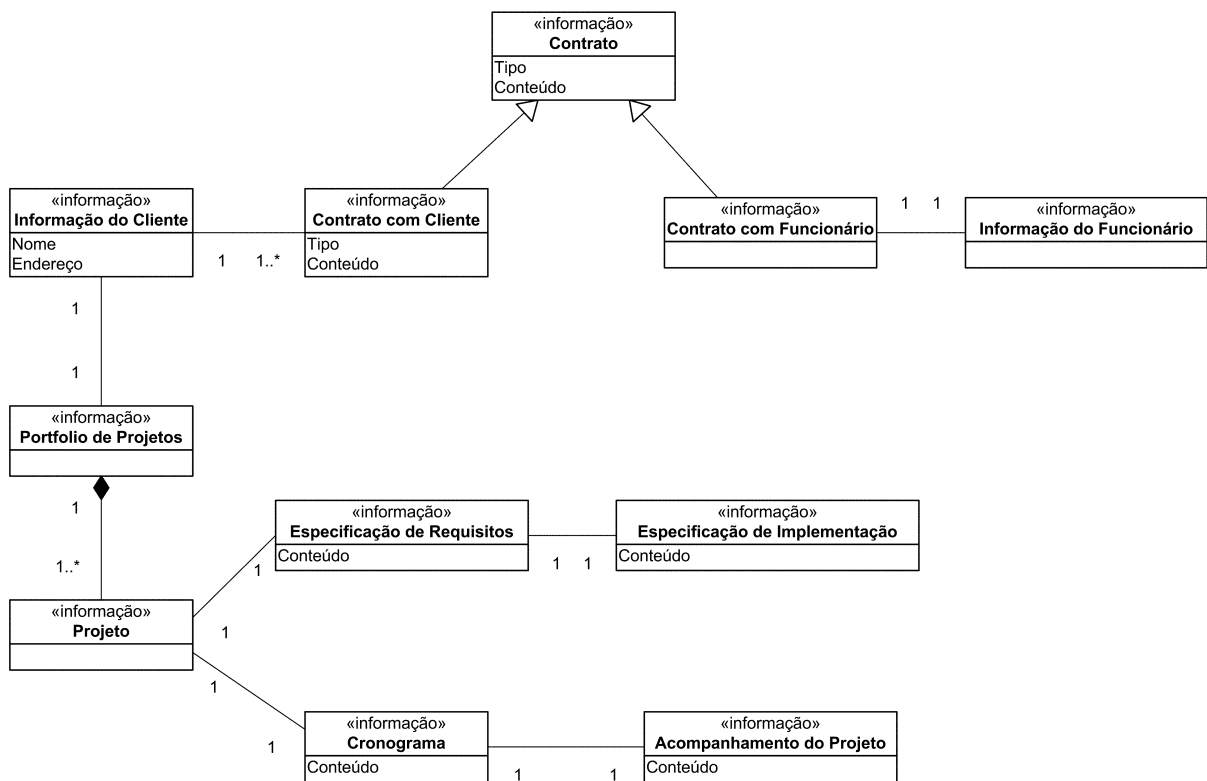 «informação»
Contrato
Tipo
Conteúdo
«informação»
Informação do Cliente
Nome
Endereço
«informação»
Contrato com Cliente
Tipo
Conteúdo
1 1..*
«informação»
Contrato com Funcionário
1 1
«informação»
Informação do Funcionário
1
1
«informação»
Portfolio de Projetos
1
1..*
«informação»
Projeto
1
1
«informação»
Especificação de Requisitos
Conteúdo
1 1
«informação»
Especificação de Implementação
Conteúdo
1
1
«informação»
Cronograma
Conteúdo
1 1
«informação»
Acompanhamento do Projeto
Conteúdo